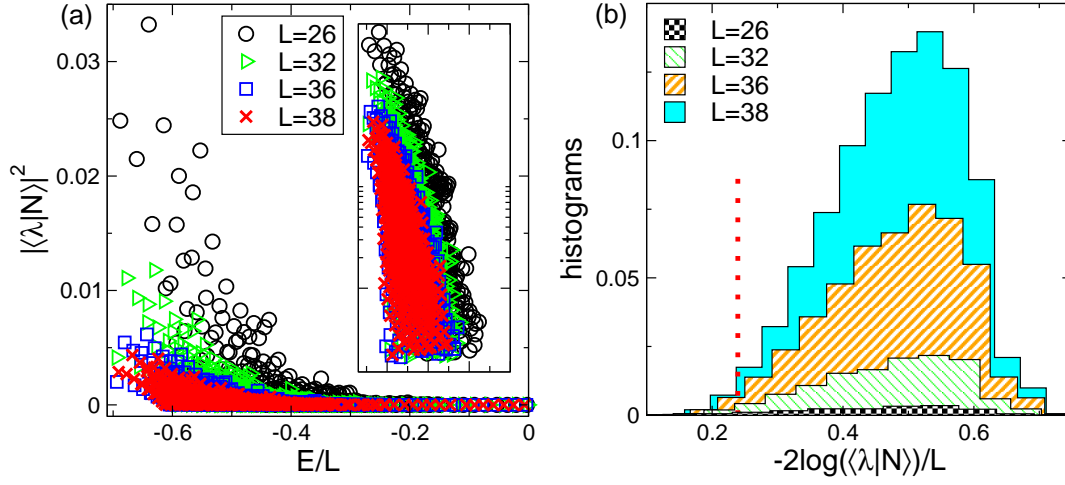 (a)
L=26
L=32
L=36
L=38
|⟨λ|N⟩|²
0.03
0.02
0.01
0
-0.6
-0.4
-0.2
0
E/L
(b)
L=26
L=32
L=36
L=38
histograms
0.1
0.05
0
0.2
0.4
0.6
-2log(⟨λ|N⟩)/L